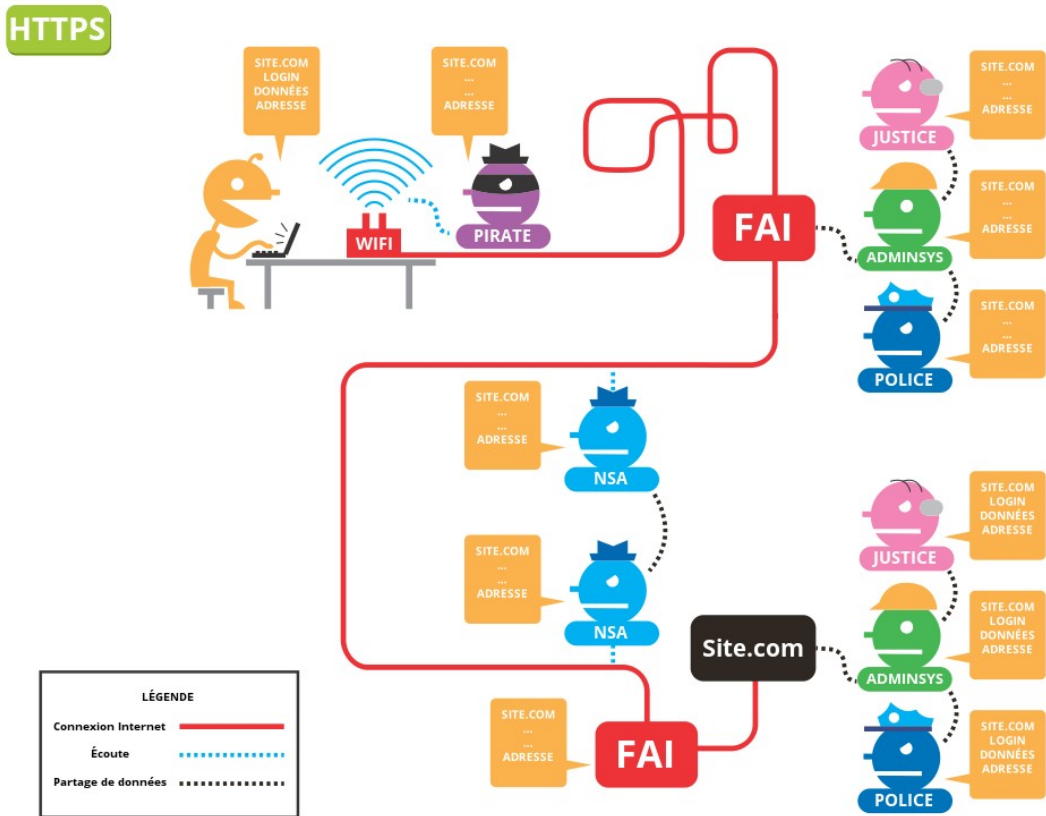 HTTPS
SITE.COM
LOGIN
DONNÉES
ADRESSE
SITE.COM
...
...
ADRESSE
WIFI
PIRATE
FAI
SITE.COM
...
...
ADRESSE
JUSTICE
SITE.COM
...
...
ADRESSE
ADMINSYS
SITE.COM
...
...
ADRESSE
POLICE
SITE.COM
...
...
ADRESSE
NSA
SITE.COM
...
...
ADRESSE
NSA
SITE.COM
LOGIN
DONNÉES
ADRESSE
JUSTICE
SITE.COM
LOGIN
DONNÉES
ADRESSE
ADMINSYS
SITE.COM
LOGIN
DONNÉES
ADRESSE
POLICE
Site.com
SITE.COM
...
...
ADRESSE
FAI
LÉGENDE
Connexion Internet
Écoute
Partage de données